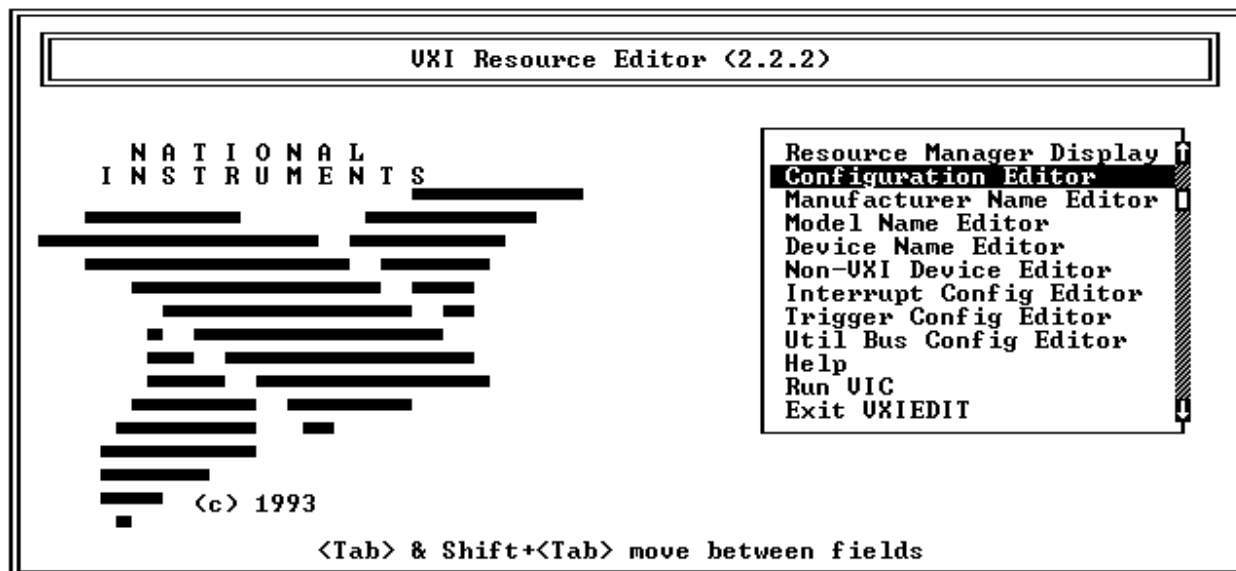 VXI Resource Editor (2.2.2)
N A T I O N A L
I N S T R U M E N T S
Resource Manager Display
Configuration Editor
Manufacturer Name Editor
Model Name Editor
Device Name Editor
Non-VXI Device Editor
Interrupt Config Editor
Trigger Config Editor
Util Bus Config Editor
Help
Run VIC
Exit VXIEDIT
(c) 1993
<Tab> & Shift+<Tab> move between fields